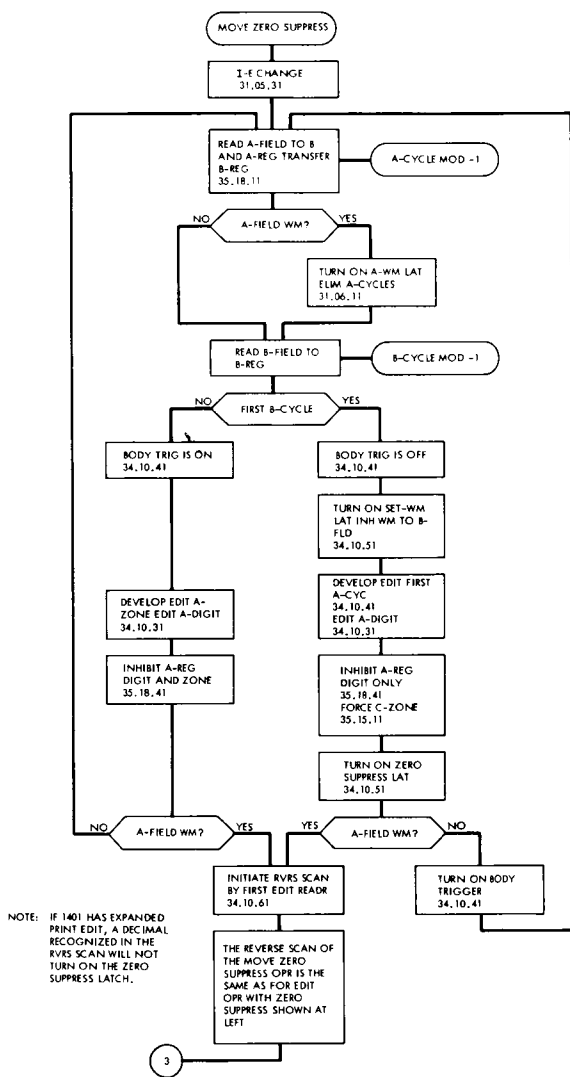 MOVE ZERO SUPPRESS
I-E CHANGE
31.05.31
READ A-FIELD TO B
AND A-REG TRANSFER
B-REG
35.18.11
A-CYCLE MOD -1
NO
A-FIELD WM?
YES
TURN ON A-WM LAT
ELIM A-CYCLES
31.06.11
READ B-FIELD TO
B-REG
B-CYCLE MOD -1
NO
FIRST B-CYCLE
YES
BODY TRIG IS ON
34.10.41
BODY TRIG IS OFF
34.10.41
TURN ON SET-WM
LAT INH WM TO B-
FLD
34.10.51
DEVELOP EDIT A-
ZONE EDIT A-DIGIT
34.10.31
DEVELOP EDIT FIRST
A-CYC
34.10.41
EDIT A-DIGIT
34.10.31
INHIBIT A-REG
DIGIT AND ZONE
35.18.41
INHIBIT A-REG
DIGIT ONLY
35.18.41
FORCE C-ZONE
35.15.11
TURN ON ZERO
SUPPRESS LAT
34.10.51
NO
A-FIELD WM?
YES
YES
A-FIELD WM?
NO
INITIATE RVRS SCAN
BY FIRST EDIT READR
34.10.61
TURN ON BODY
TRIGGER
34.10.41
NOTE: IF 1401 HAS EXPANDED
PRINT EDIT, A DECIMAL
RECOGNIZED IN THE
RVRS SCAN WILL NOT
TURN ON THE ZERO
SUPPRESS LATCH.
THE REVERSE SCAN OF
THE MOVE ZERO
SUPPRESS OPR IS THE
SAME AS FOR EDIT
OPR WITH ZERO
SUPPRESS SHOWN AT
LEFT
3